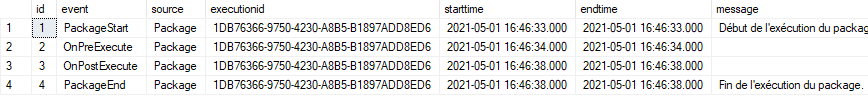 id event source executionid starttime endtime message
1 1 PackageStart Package 1DB76366-9750-4230-A8B5-B1897ADD8ED6 2021-05-01 16:46:33.000 2021-05-01 16:46:33.000 Début de l'exécution du packag
2 2 OnPreExecute Package 1DB76366-9750-4230-A8B5-B1897ADD8ED6 2021-05-01 16:46:34.000 2021-05-01 16:46:34.000
3 3 OnPostExecute Package 1DB76366-9750-4230-A8B5-B1897ADD8ED6 2021-05-01 16:46:38.000 2021-05-01 16:46:38.000
4 4 PackageEnd Package 1DB76366-9750-4230-A8B5-B1897ADD8ED6 2021-05-01 16:46:38.000 2021-05-01 16:46:38.000 Fin de l'exécution du package.